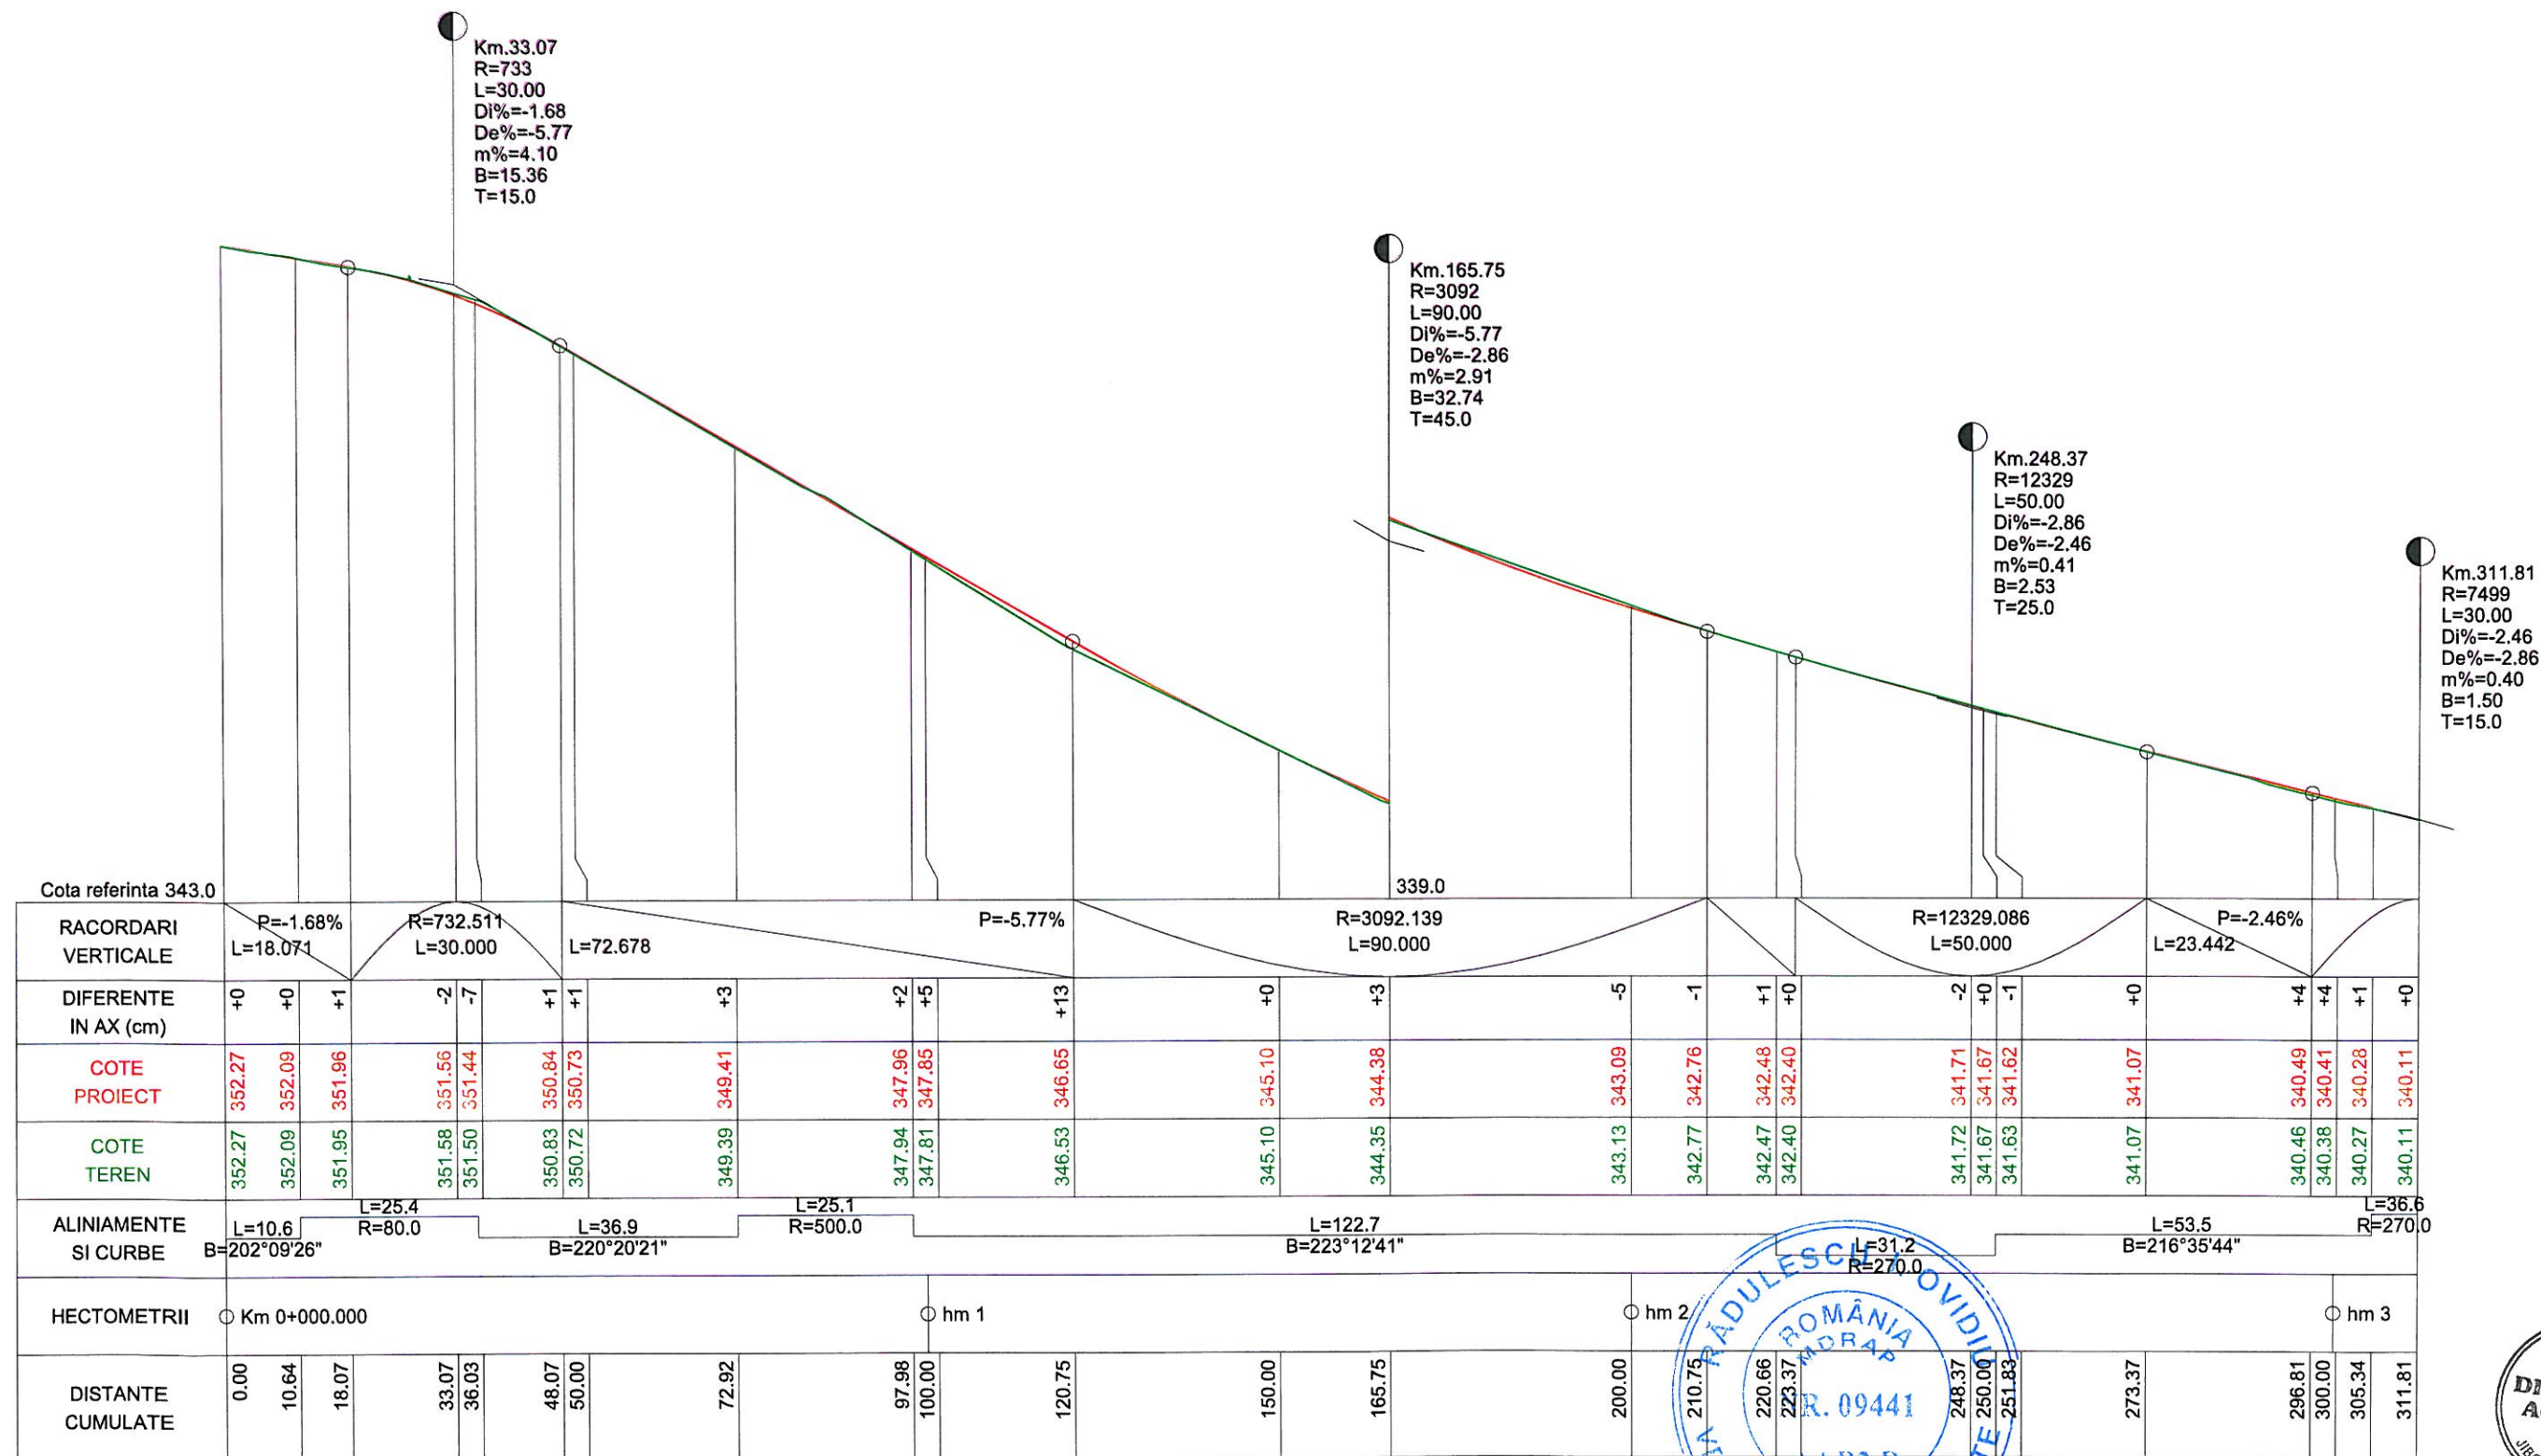 Km.33.07
R=733
L=30.00
Di%=-1.68
De%=-5.77
m%=4.10
B=15.36
T=15.0
Km.165.75
R=3092
L=90.00
Di%=-5.77
De%=-2.86
m%=2.91
B=32.74
T=45.0
Km.248.37
R=12329
L=50.00
Di%=-2.86
De%=-2.46
m%=0.41
B=2.53
T=25.0
Km.311.81
R=7499
L=30.00
Di%=-2.46
De%=-2.86
m%=0.40
B=1.50
T=15.0
Cota referinta 343.0
339.0
RACORDARI
VERTICALE
P=-1.68% R=732.511 P=-5.77% R=3092.139 R=12329.086 P=-2.46%
L=18.071 L=30.000 L=72.678 L=90.000 L=50.000 L=23.442
DIFERENTE
IN AX (cm)
+0 +0 +1 -2 -7 +1 +1 +3 +2 +5 +13 +0 +3 -5 -1 +1 +0 -2 +0 -1 +0 +4 +4 +1 +0
COTE
PROIECT
352.27 352.09 351.96 351.56 351.44 350.84 350.73 349.41 347.96 347.85 346.65 345.10 344.38 343.09 342.76 342.48 342.40 341.71 341.67 341.62 341.07 340.49 340.41 340.28 340.11
COTE
TEREN
352.27 352.09 351.95 351.58 351.50 350.83 350.72 349.39 347.94 347.81 346.53 345.10 344.35 343.13 342.77 342.47 342.40 341.72 341.67 341.63 341.07 340.46 340.38 340.27 340.11
ALINIAMENTE
SI CURBE
L=10.6
B=202°09'26"
L=25.4
R=80.0
L=36.9
B=220°20'21"
L=25.1
R=500.0
L=122.7
B=223°12'41"
L=31.2
R=270.0
L=53.5
B=216°35'44"
L=36.6
R=270.0
HECTOMETRII
Km 0+000.000 hm 1 hm 2 hm 3
DISTANTE
CUMULATE
0.00 10.64 18.07 33.07 36.03 48.07 50.00 72.92 97.98 100.00 120.75 150.00 165.75 200.00 210.75 220.66 223.37 248.37 250.00 251.83 273.37 296.81 300.00 305.34 311.81
RĂDULESCU I. OVIDIU
ROMÂNIA
MDRAP
NR. 09441